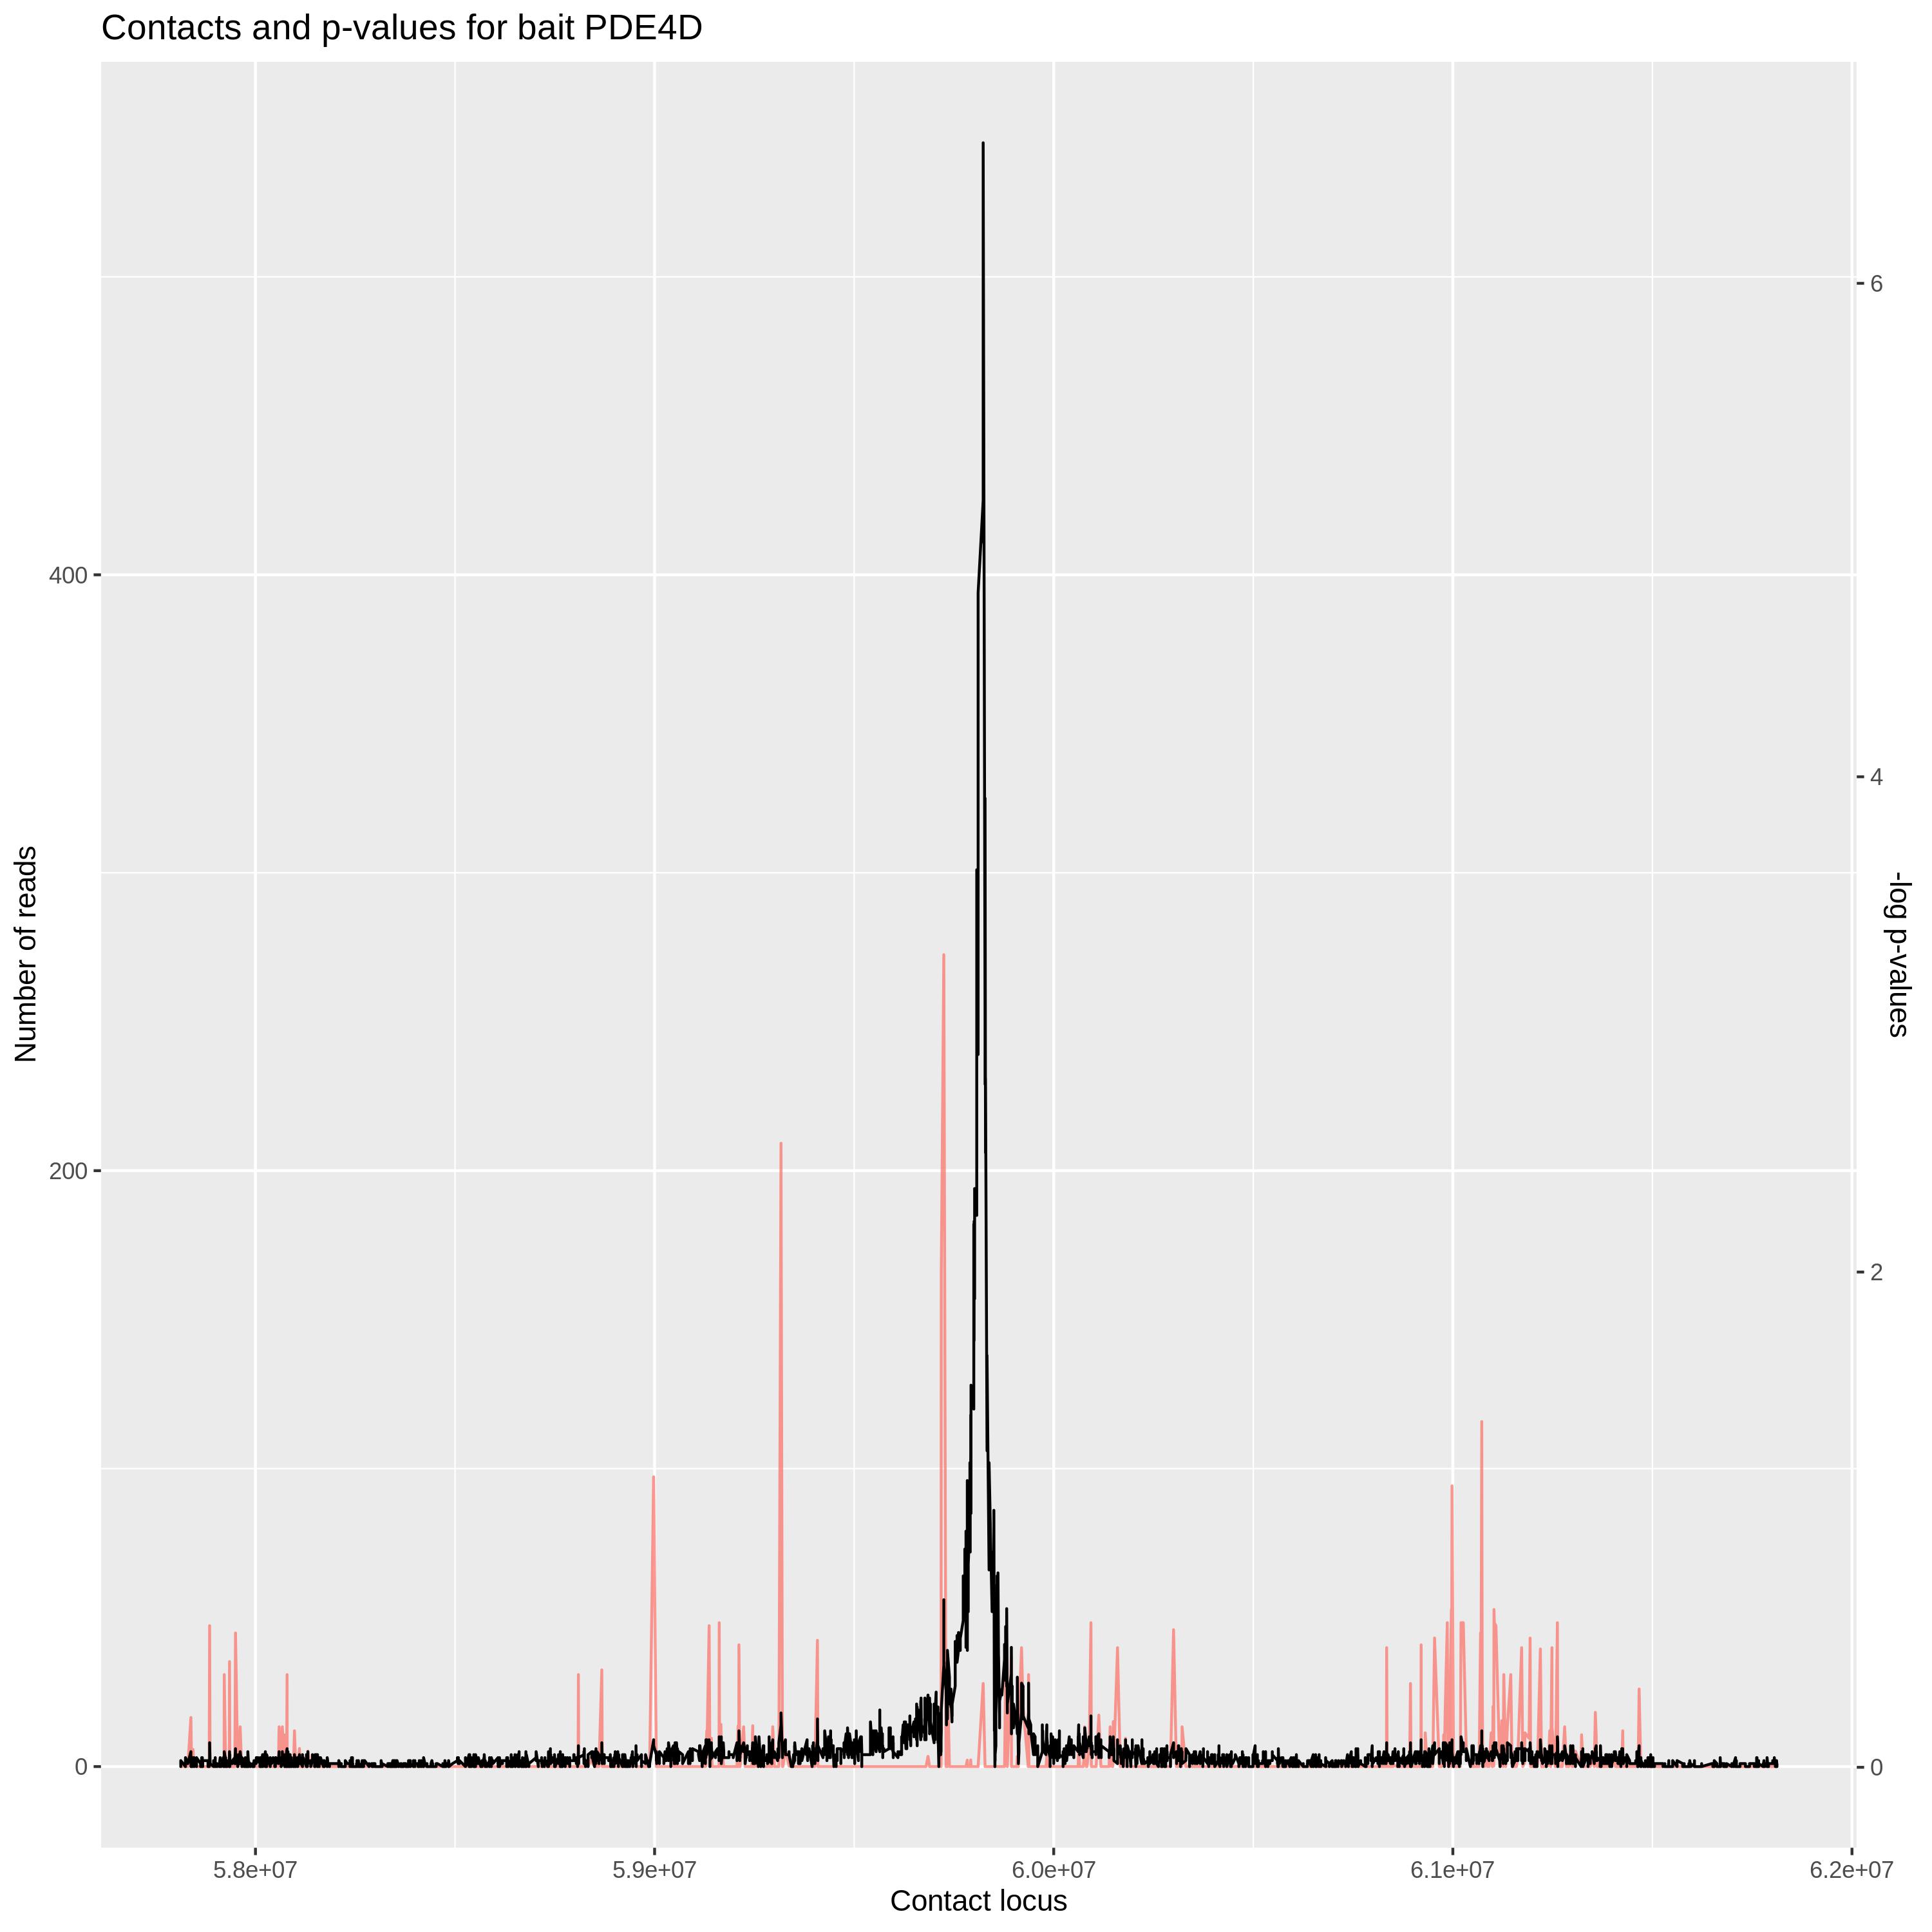 Contacts and p-values for bait PDE4D
Number of reads
400
200
0
6
4
2
0
-log p-values
5.8e+07
5.9e+07
6.0e+07
6.1e+07
6.2e+07
Contact locus